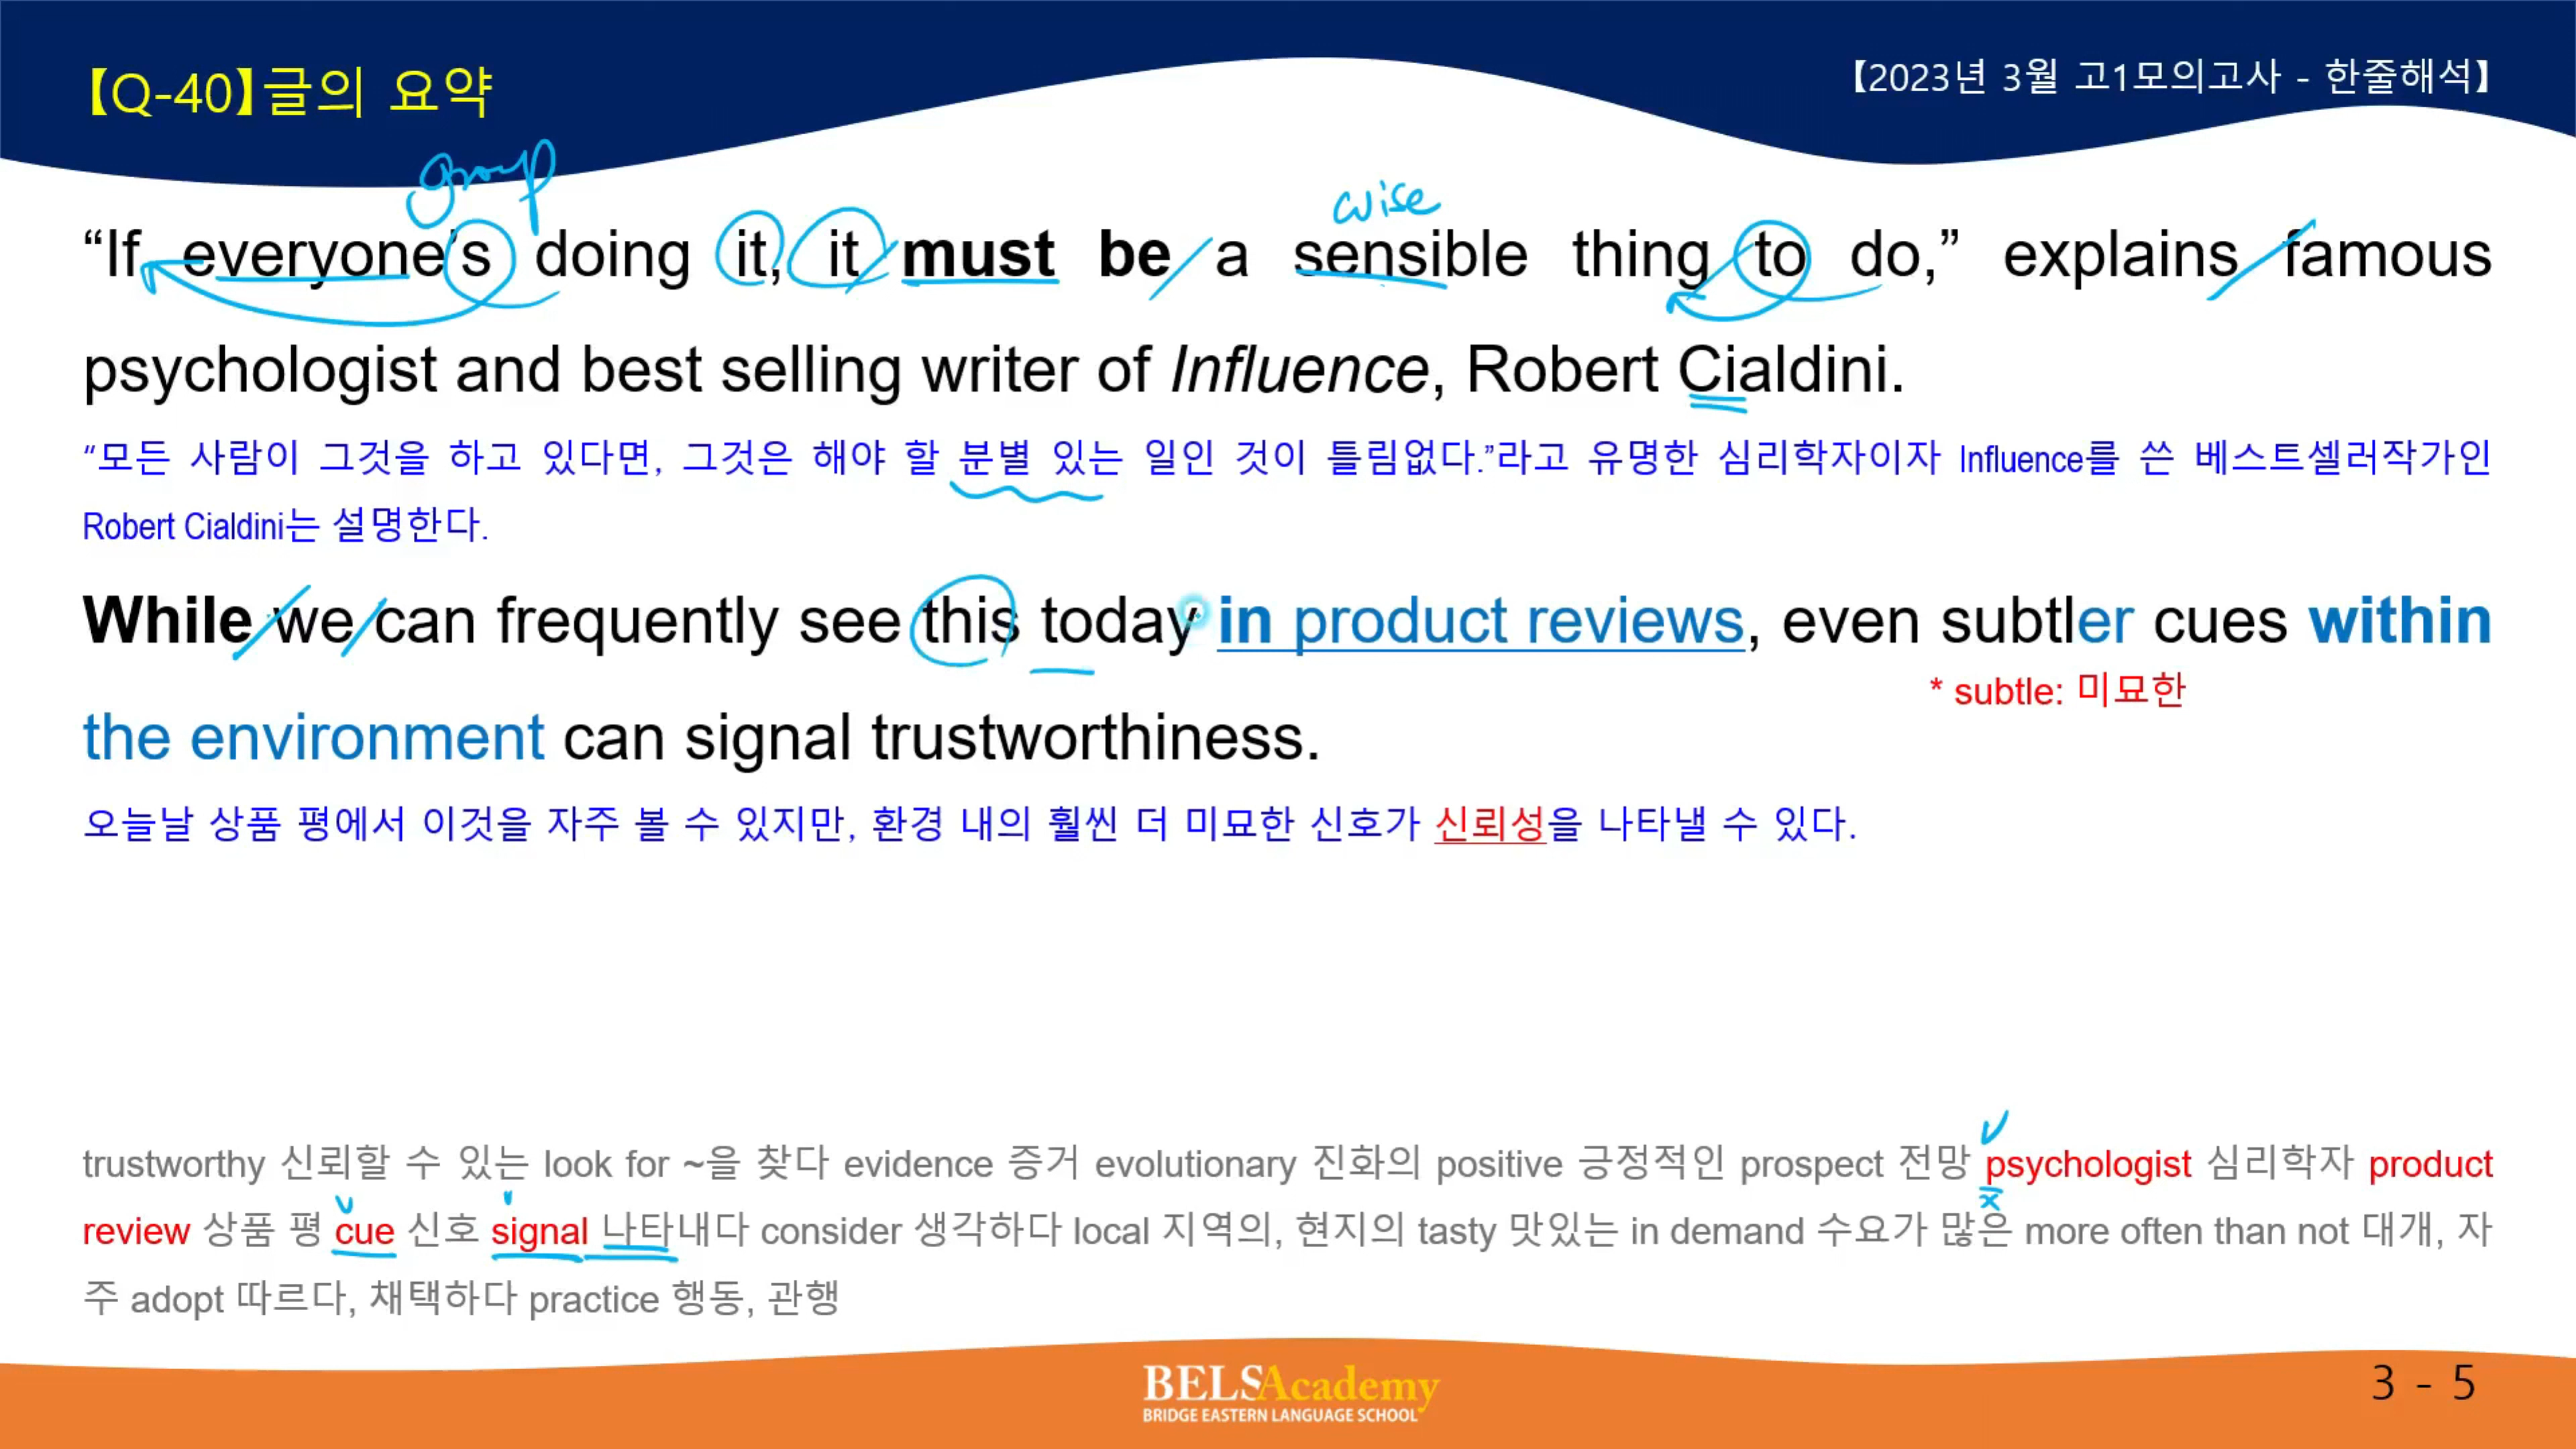 【Q-40】글의 요약
【2023년 3월 고1모의고사 - 한줄해석】
group
wise
“If everyone’s doing it, it must be a sensible thing to do,” explains famous
psychologist and best selling writer of Influence, Robert Cialdini.
“모든 사람이 그것을 하고 있다면, 그것은 해야 할 분별 있는 일인 것이 틀림없다.”라고 유명한 심리학자이자 Influence를 쓴 베스트셀러작가인
Robert Cialdini는 설명한다.
While we can frequently see this today in product reviews, even subtler cues within
* subtle: 미묘한
the environment can signal trustworthiness.
오늘날 상품 평에서 이것을 자주 볼 수 있지만, 환경 내의 훨씬 더 미묘한 신호가 신뢰성을 나타낼 수 있다.
trustworthy 신뢰할 수 있는 look for ~을 찾다 evidence 증거 evolutionary 진화의 positive 긍정적인 prospect 전망 psychologist 심리학자 product
review 상품 평 cue 신호 signal 나타내다 consider 생각하다 local 지역의, 현지의 tasty 맛있는 in demand 수요가 많은 more often than not 대개, 자
주 adopt 따르다, 채택하다 practice 행동, 관행
BELSAcademy
BRIDGE EASTERN LANGUAGE SCHOOL
3 - 5